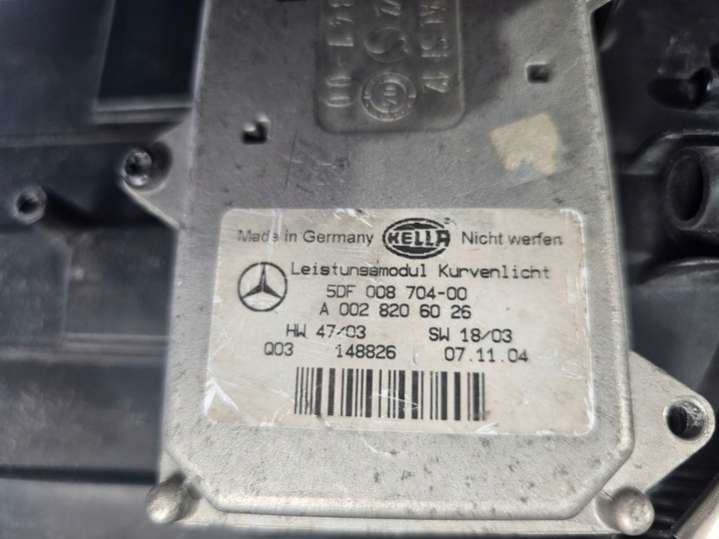 Made in Germany HELLA Nicht werfen
Leistungsmodul Kurvenlicht
5DF 008 704-00
A 002 820 60 26
HW 47/03 SW 18/03
Q03 148826 07.11.04